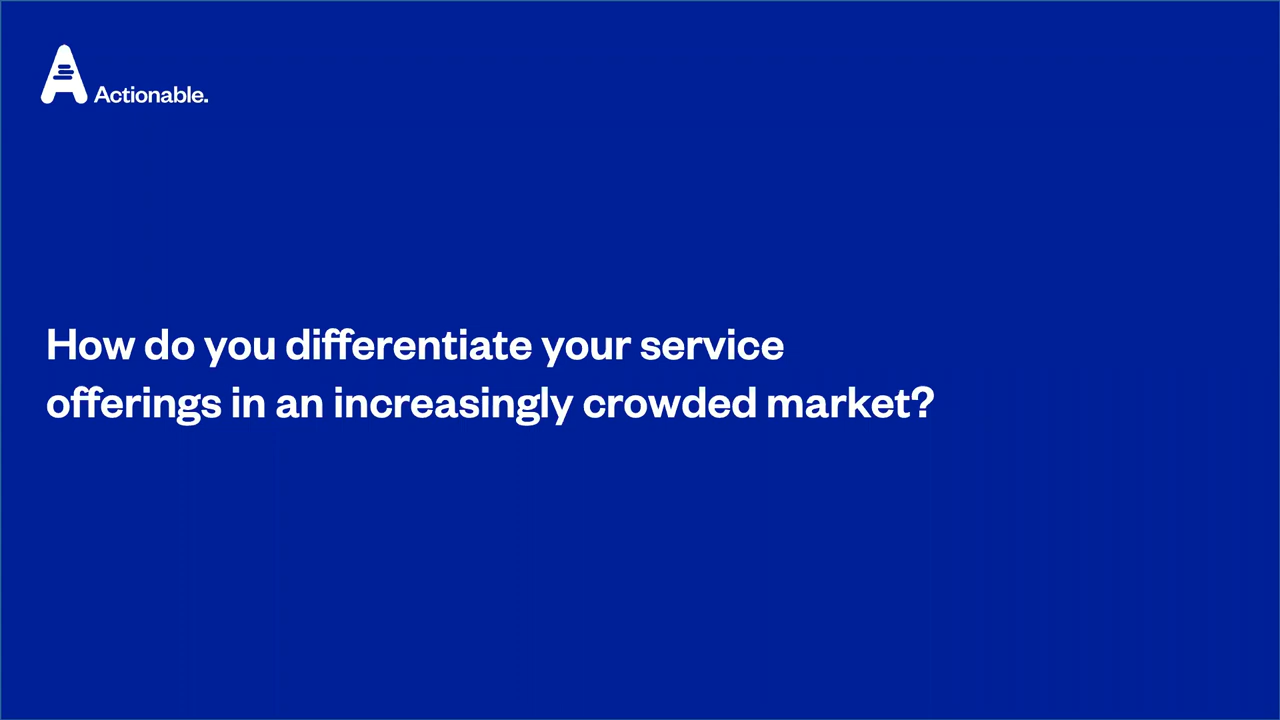 Actionable.
How do you differentiate your service
offerings in an increasingly crowded market?